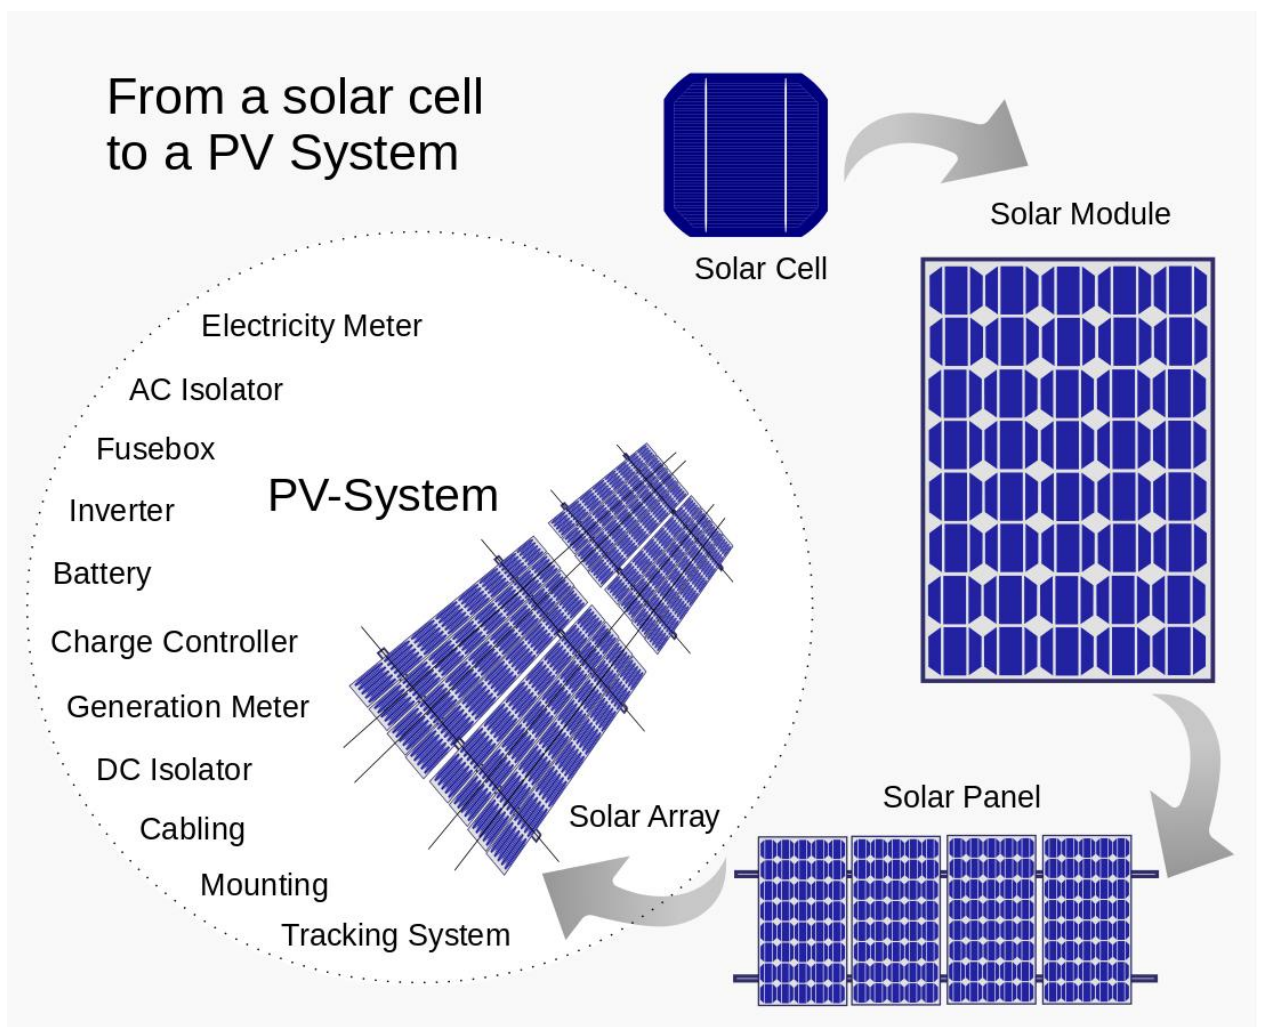 From a solar cell
to a PV System
Solar Cell
Solar Module
Solar Panel
Solar Array
PV-System
Electricity Meter
AC Isolator
Fusebox
Inverter
Battery
Charge Controller
Generation Meter
DC Isolator
Cabling
Mounting
Tracking System